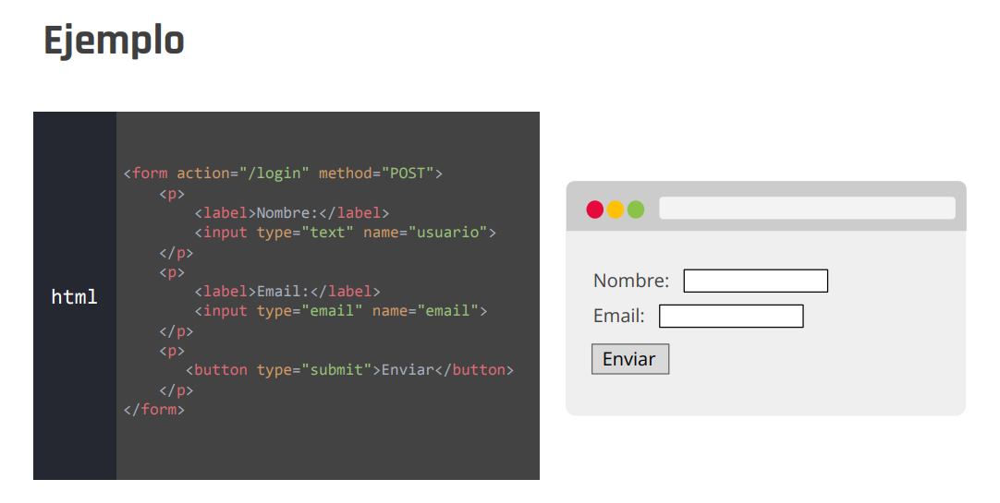 Ejemplo
html
<form action="/login" method="POST">
    <p>
        <label>Nombre:</label>
        <input type="text" name="usuario">
    </p>
    <p>
        <label>Email:</label>
        <input type="email" name="email">
    </p>
    <p>
       <button type="submit">Enviar</button>
    </p>
</form>
Nombre:
Email:
Enviar